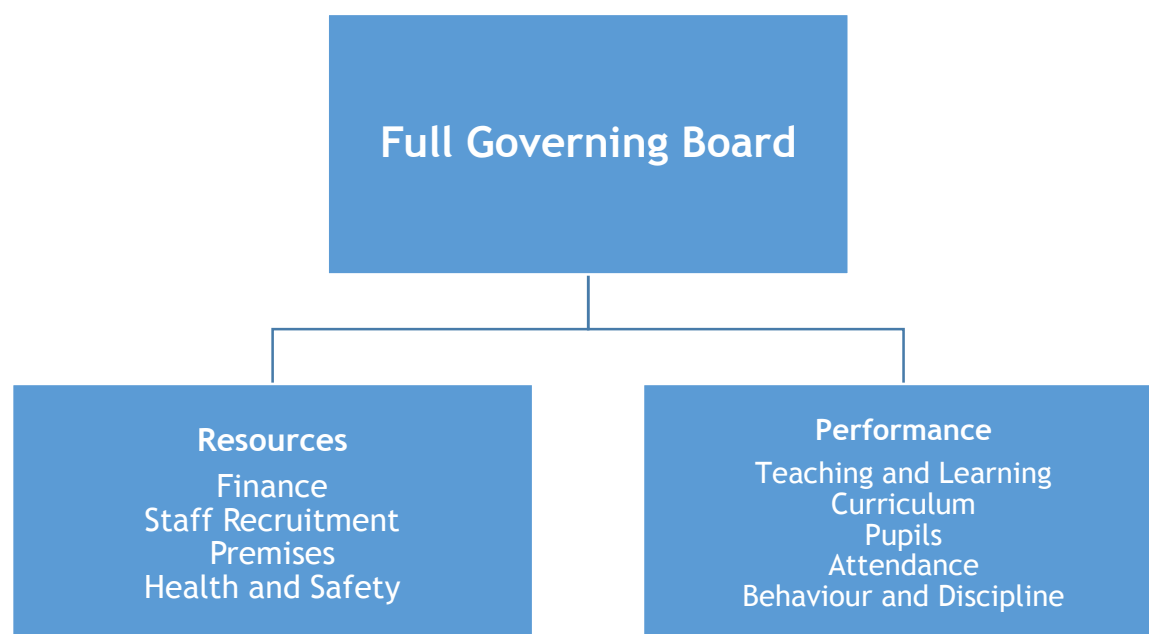 Full Governing Board
Resources
Finance
Staff Recruitment
Premises
Health and Safety
Performance
Teaching and Learning
Curriculum
Pupils
Attendance
Behaviour and Discipline